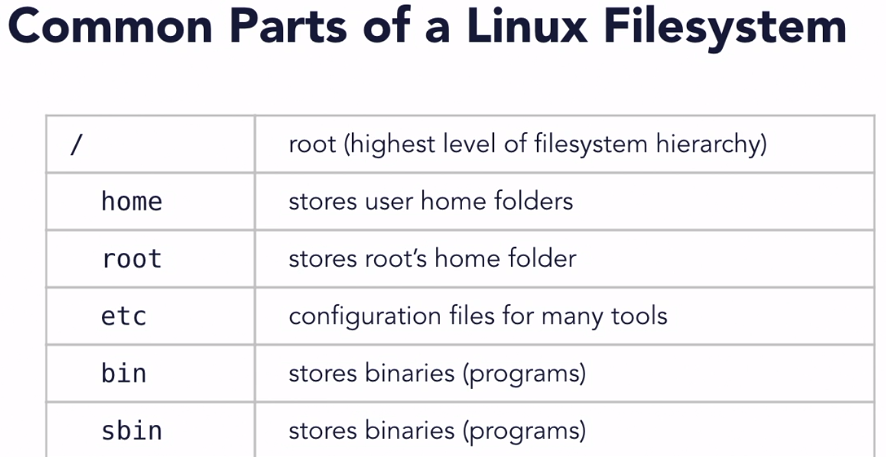 Common Parts of a Linux Filesystem
/ root (highest level of filesystem hierarchy)
home stores user home folders
root stores root’s home folder
etc configuration files for many tools
bin stores binaries (programs)
sbin stores binaries (programs)